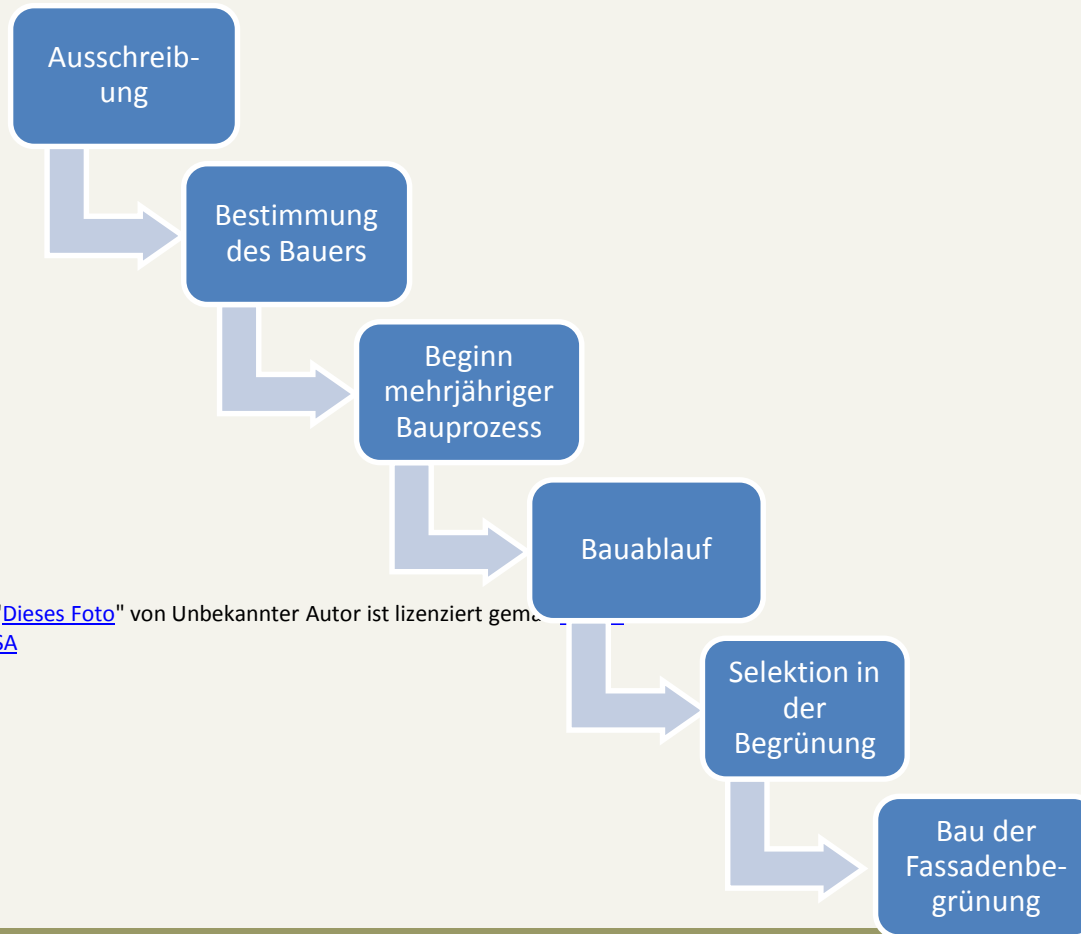 Ausschreib-
ung
Bestimmung
des Bauers
Beginn
mehrjähriger
Bauprozess
Bauablauf
"Dieses Foto" von Unbekannter Autor ist lizenziert
SA
Selektion in
der
Begrünung
Bau der
Fassadenbe-
grünung